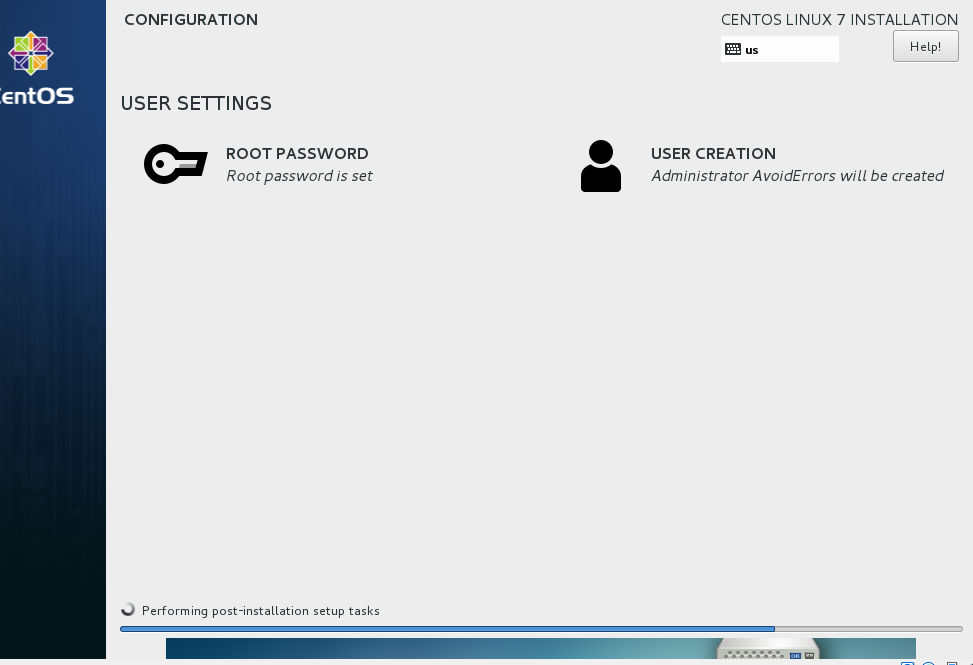 CONFIGURATION
CENTOS LINUX 7 INSTALLATION
us
Help!
entOS
USER SETTINGS
ROOT PASSWORD
Root password is set
USER CREATION
Administrator AvoidErrors will be created
Performing post-installation setup tasks
OK